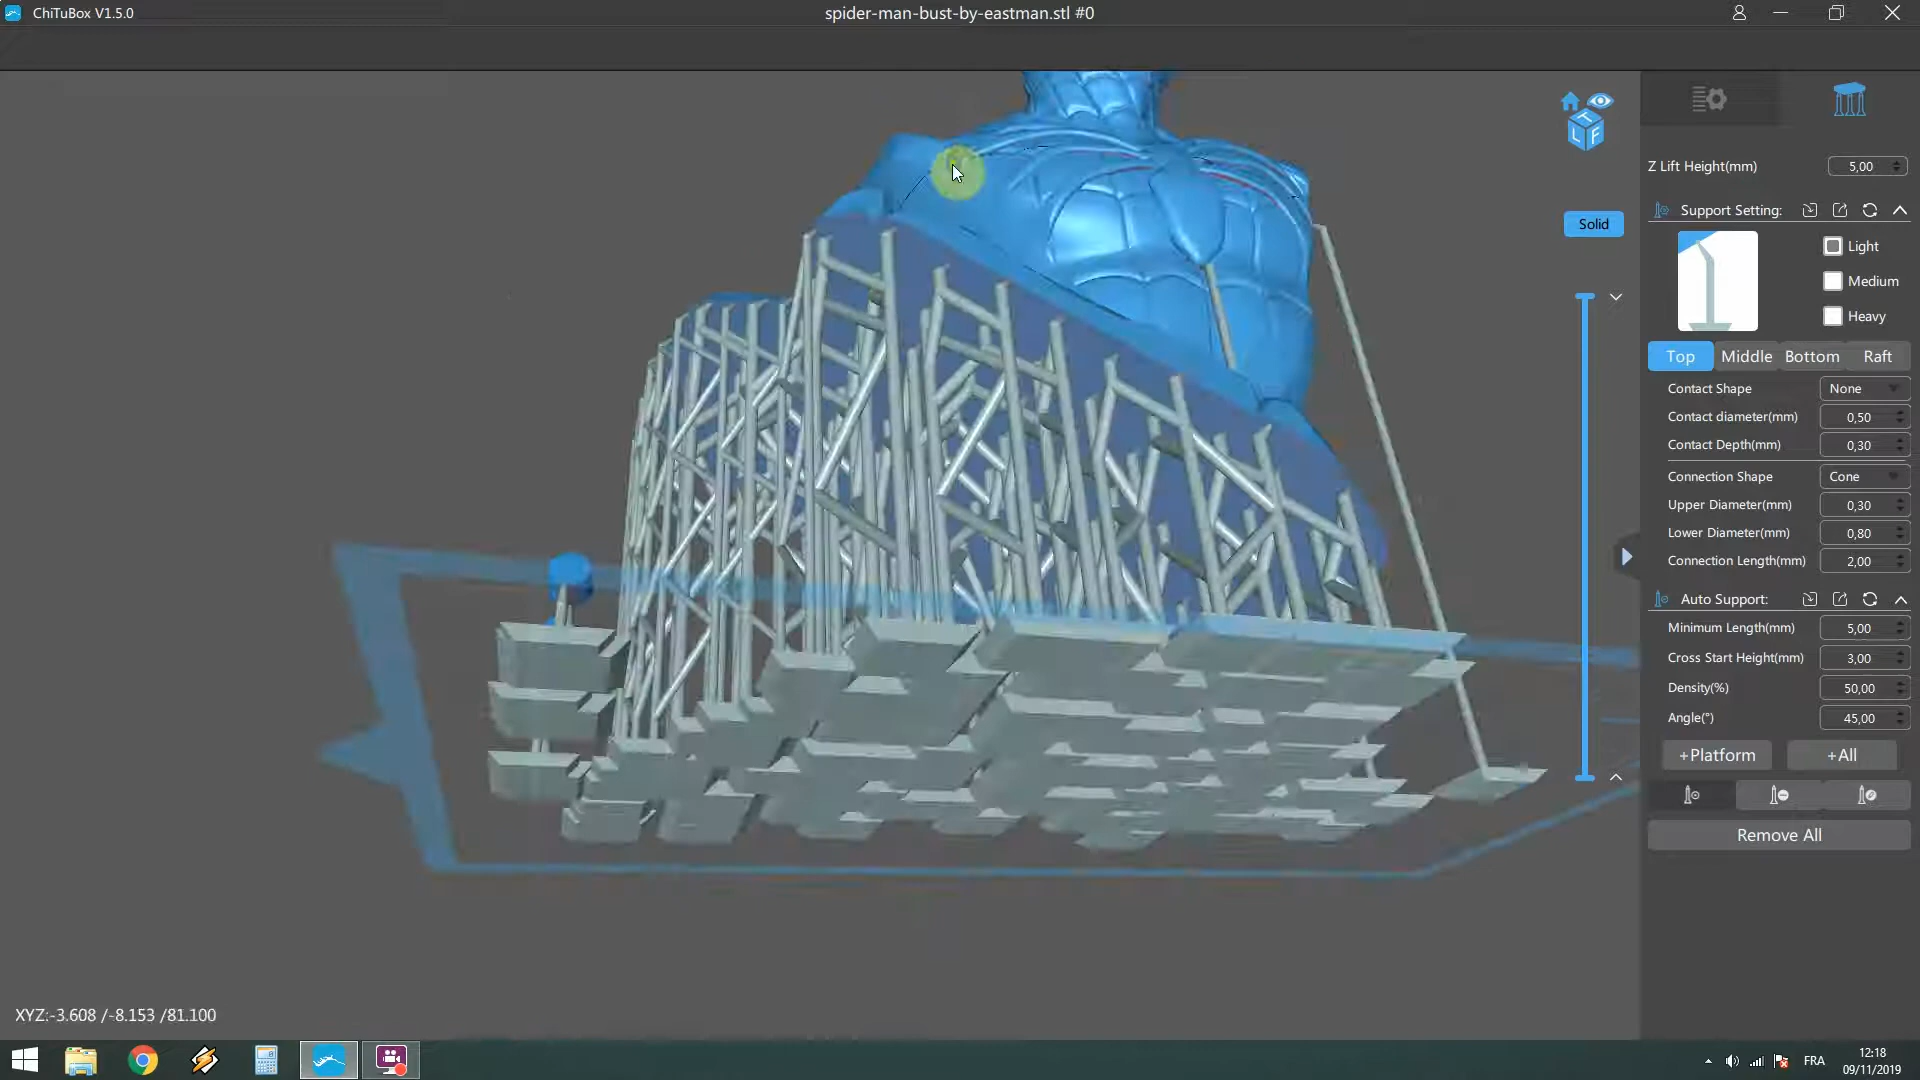 ChiTuBox V1.5.0
spider-man-bust-by-eastman.stl #0
T
L F
Solid
Z Lift Height(mm) 5,00
Support Setting:
Light
Medium
Heavy
Top Middle Bottom Raft
Contact Shape None
Contact diameter(mm) 0,50
Contact Depth(mm) 0,30
Connection Shape Cone
Upper Diameter(mm) 0,30
Lower Diameter(mm) 0,80
Connection Length(mm) 2,00
Auto Support:
Minimum Length(mm) 5,00
Cross Start Height(mm) 3,00
Density(%) 50,00
Angle(°) 45,00
+Platform +All
Remove All
XYZ:-3.608 /-8.153 /81.100
FRA
12:18
09/11/2019